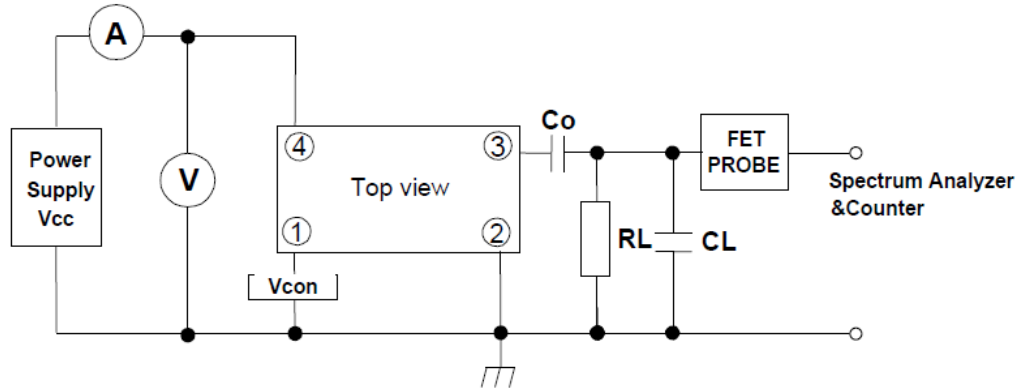 A
Power
Supply
Vcc
V
④
③
Top view
①
②
Vcon
Co
RL
CL
FET
PROBE
Spectrum Analyzer
&Counter